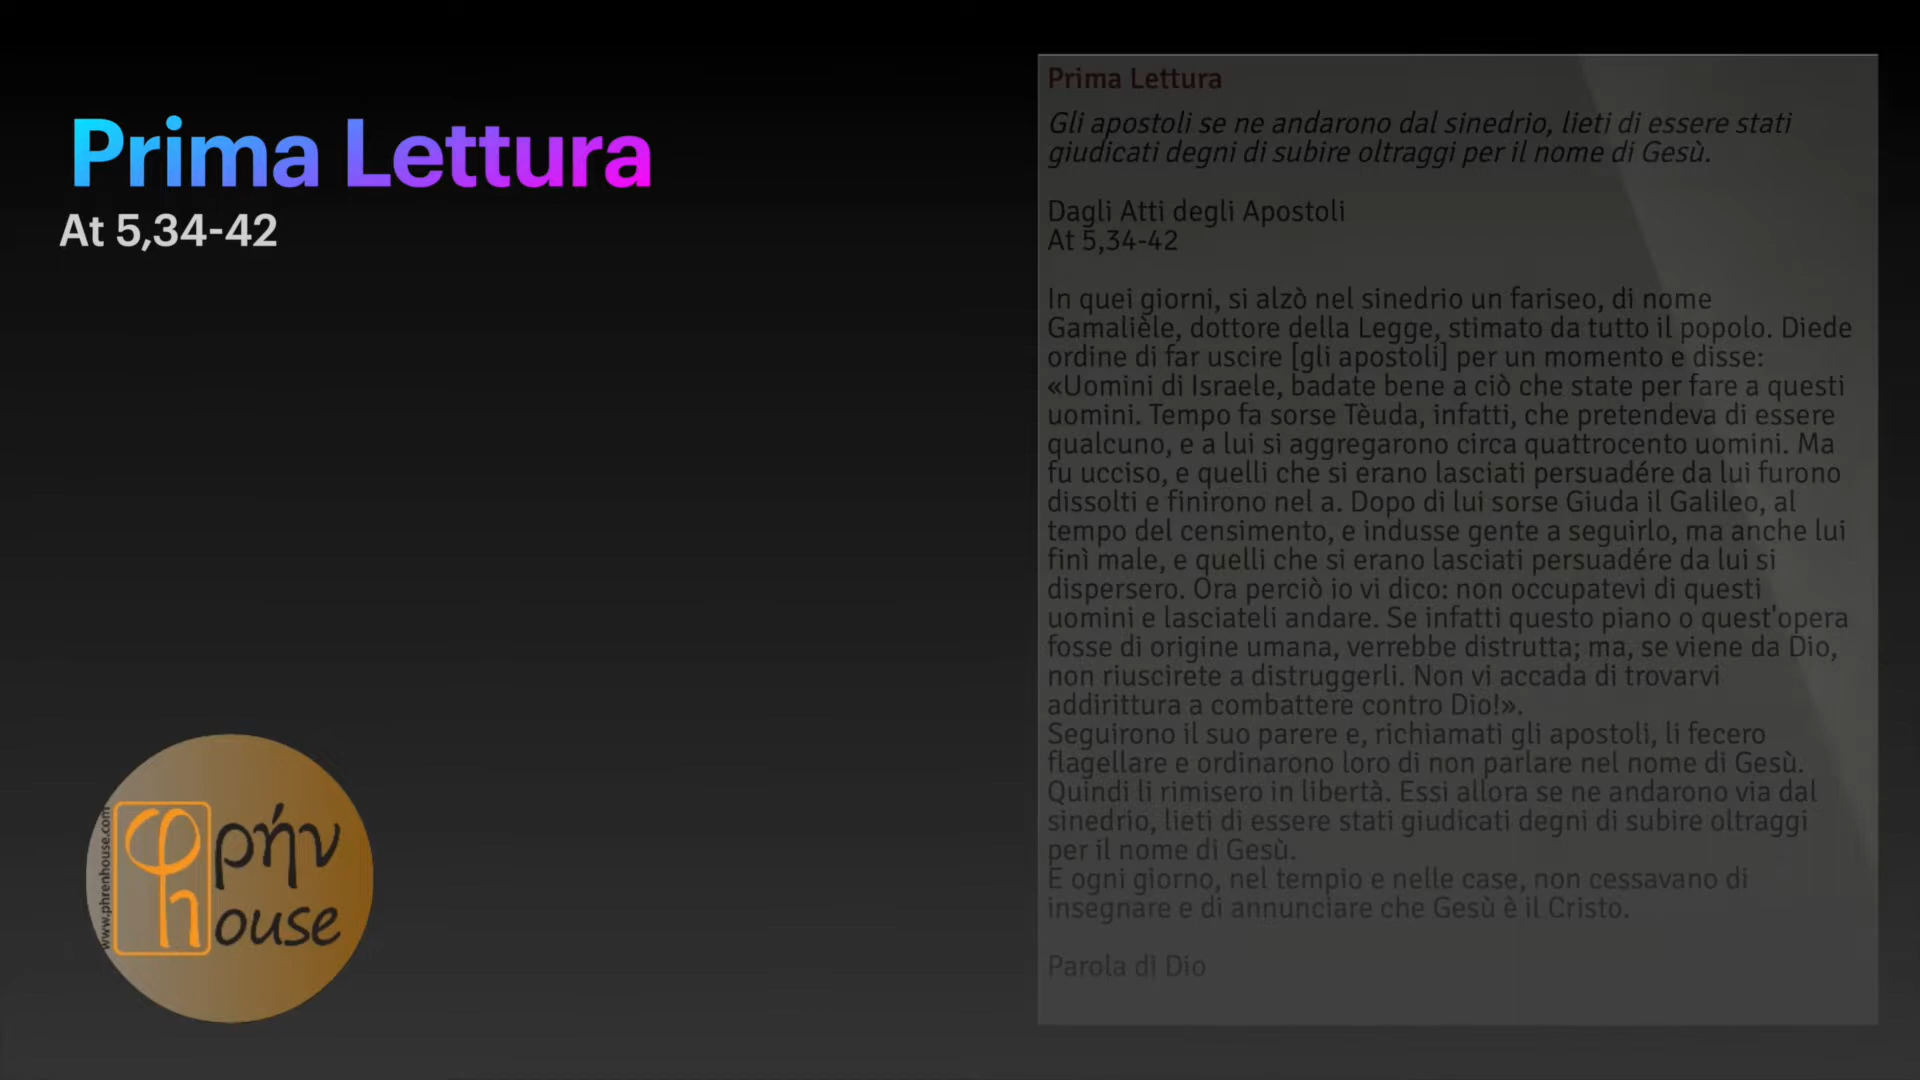 Prima Lettura
At 5,34-42
Prima Lettura
Gli apostoli se ne andarono dal sinedrio, lieti di essere stati
giudicati degni di subire oltraggi per il nome di Gesù.
Dagli Atti degli Apostoli
At 5,34-42
In quei giorni, si alzò nel sinedrio un fariseo, di nome
Gamalièle, dottore della Legge, stimato da tutto il popolo. Diede
ordine di far uscire [gli apostoli] per un momento e disse:
«Uomini di Israele, badate bene a ciò che state per fare a questi
uomini. Tempo fa sorse Tèuda, infatti, che pretendeva di essere
qualcuno, e a lui si aggregarono circa quattrocento uomini. Ma
fu ucciso, e quelli che si erano lasciati persuadére da lui furono
dissolti e finirono nel a. Dopo di lui sorse Giuda il Galileo, al
tempo del censimento, e indusse gente a seguirlo, ma anche lui
finì male, e quelli che si erano lasciati persuadére da lui si
dispersero. Ora perciò io vi dico: non occupatevi di questi
uomini e lasciateli andare. Se infatti questo piano o quest'opera
fosse di origine umana, verrebbe distrutta; ma, se viene da Dio,
non riuscirete a distruggerli. Non vi accada di trovarvi
addirittura a combattere contro Dio!».
Seguirono il suo parere e, richiamati gli apostoli, li fecero
flagellare e ordinarono loro di non parlare nel nome di Gesù.
Quindi li rimisero in libertà. Essi allora se ne andarono via dal
sinedrio, lieti di essere stati giudicati degni di subire oltraggi
per il nome di Gesù.
E ogni giorno, nel tempio e nelle case, non cessavano di
insegnare e di annunciare che Gesù è il Cristo.
Parola di Dio
www.phrenhouse.com
φρήν
house